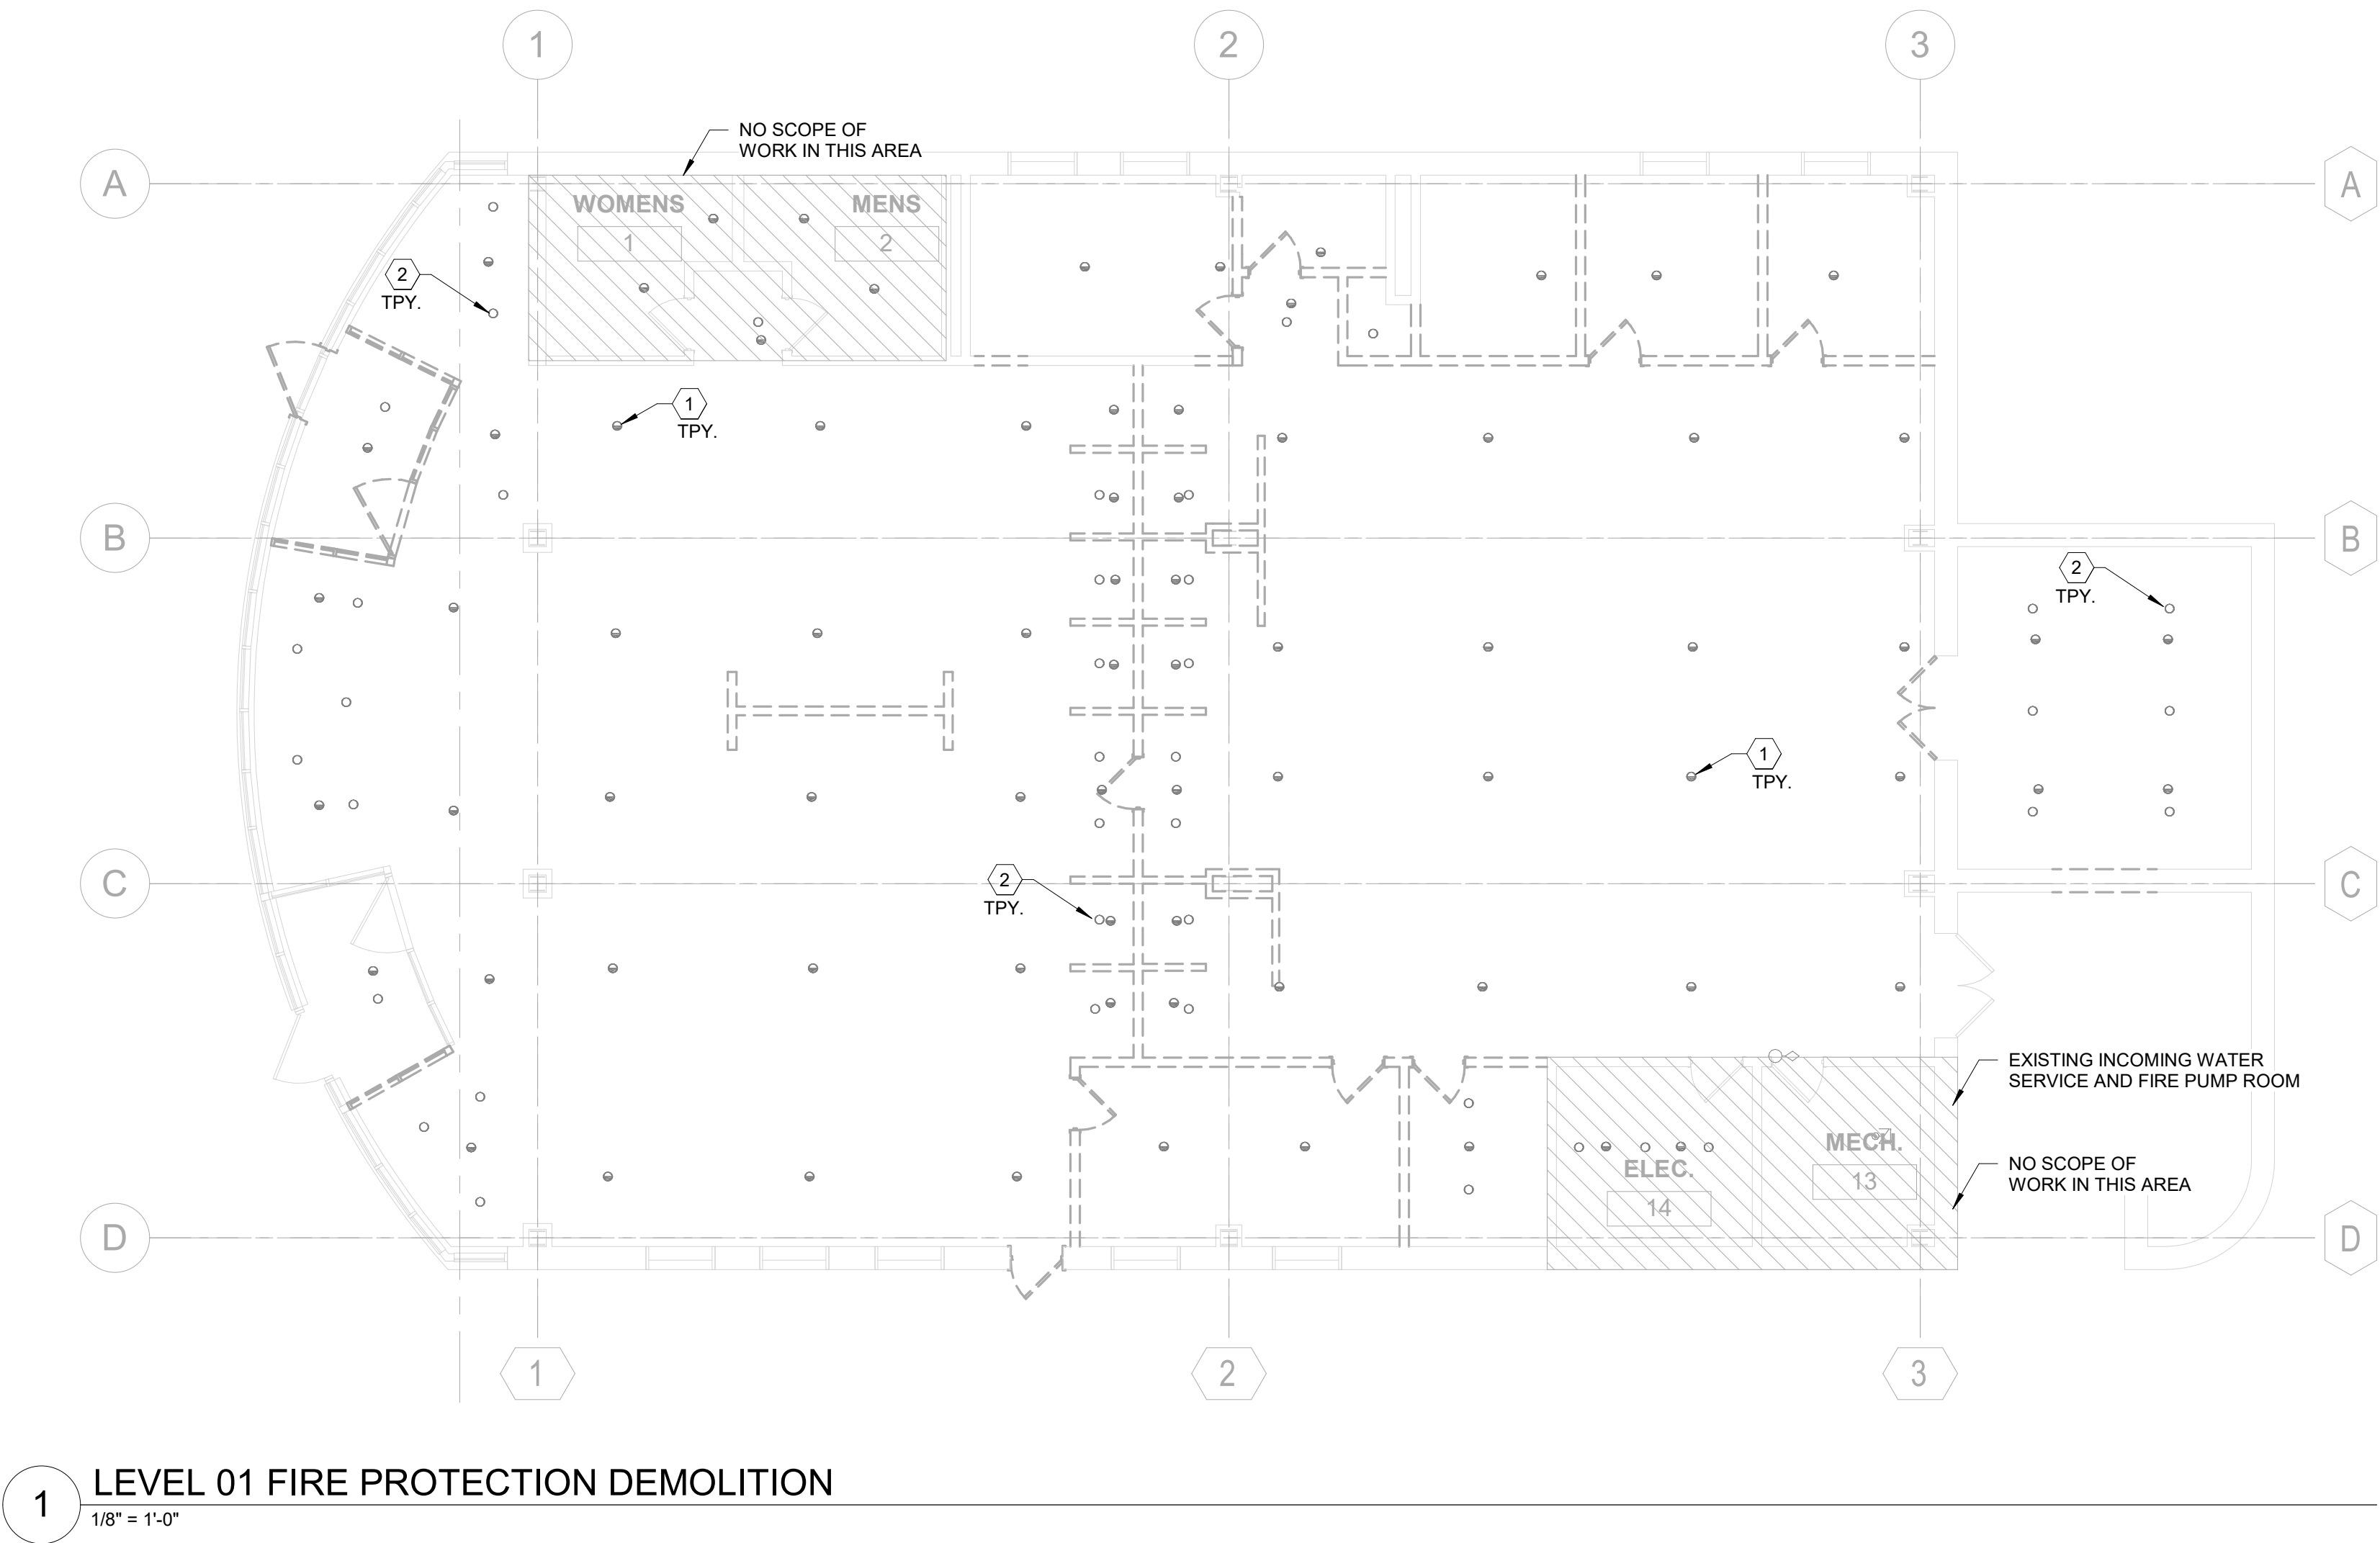 1
2
3
NO SCOPE OF
WORK IN THIS AREA
A
A
WOMENS
MENS
1
2
2
TPY.
1
TPY.
B
B
2
TPY.
1
TPY.
C
2
TPY.
C
EXISTING INCOMING WATER
SERVICE AND FIRE PUMP ROOM
MECH.
13
ELEC.
14
NO SCOPE OF
WORK IN THIS AREA
D
D
1
2
3
1
LEVEL 01 FIRE PROTECTION DEMOLITION
1/8" = 1'-0"